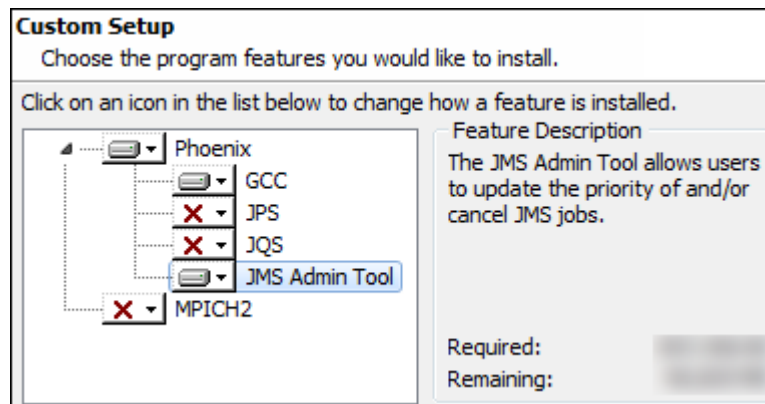 Custom Setup
Choose the program features you would like to install.
Click on an icon in the list below to change how a feature is installed.
Phoenix
GCC
JPS
JQS
JMS Admin Tool
MPICH2
Feature Description
The JMS Admin Tool allows users
to update the priority of and/or
cancel JMS jobs.
Required:
Remaining: